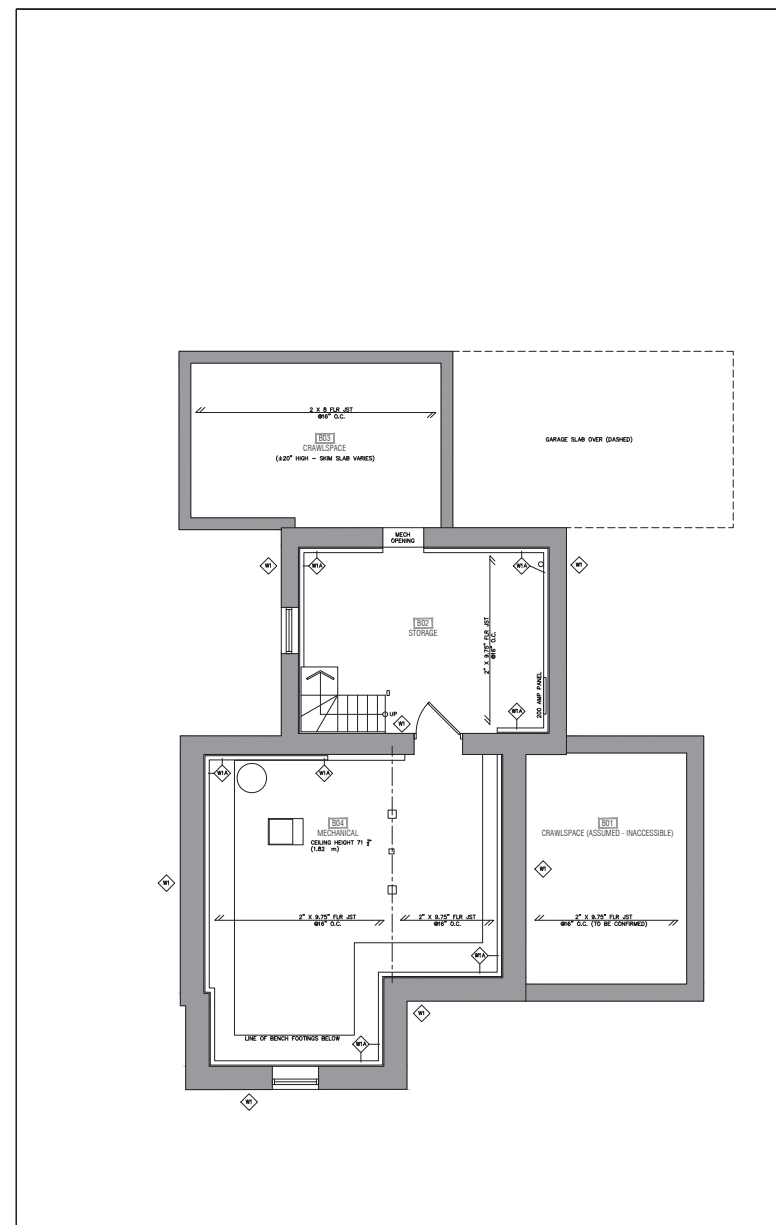 2 X 8 FLR JST
@16" O.C.
B03
CRAWLSPACE
(±20" HIGH - SKIM SLAB VARIES)
GARAGE SLAB OVER (DASHED)
MECH
OPENING
W1
W1A
W1A
W1
B02
STORAGE
2" X 9.75" FLR JST
@16" O.C.
200 AMP PANEL
UP
W1
W1A
W1A
W1A
B04
MECHANICAL
CEILING HEIGHT 71
(1.82 m)
B01
CRAWLSPACE (ASSUMED - INACCESSIBLE)
W1
W1
2" X 9.75" FLR JST
@16" O.C.
2" X 9.75" FLR JST
@16" O.C.
2" X 9.75" FLR JST
@16" O.C. (TO BE CONFIRMED)
W1A
W1
LINE OF BENCH FOOTINGS BELOW
W1A
W1